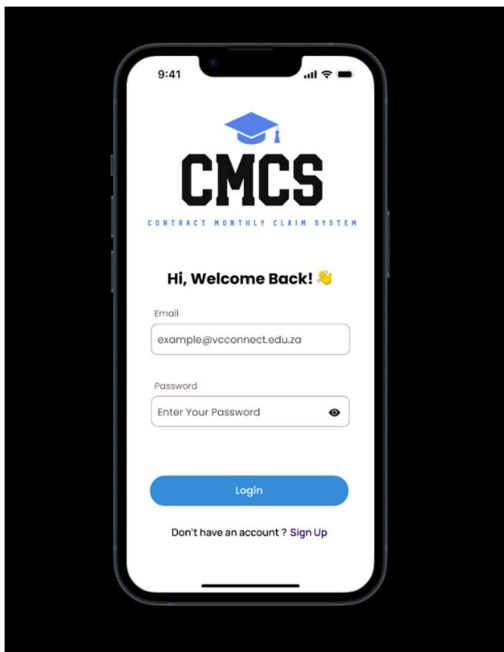 9:41
CMCS
CONTRACT MONTHLY CLAIM SYSTEM
Hi, Welcome Back! 👋
Email
example@vcconnect.edu.za
Password
Enter Your Password
Login
Don't have an account ? Sign Up